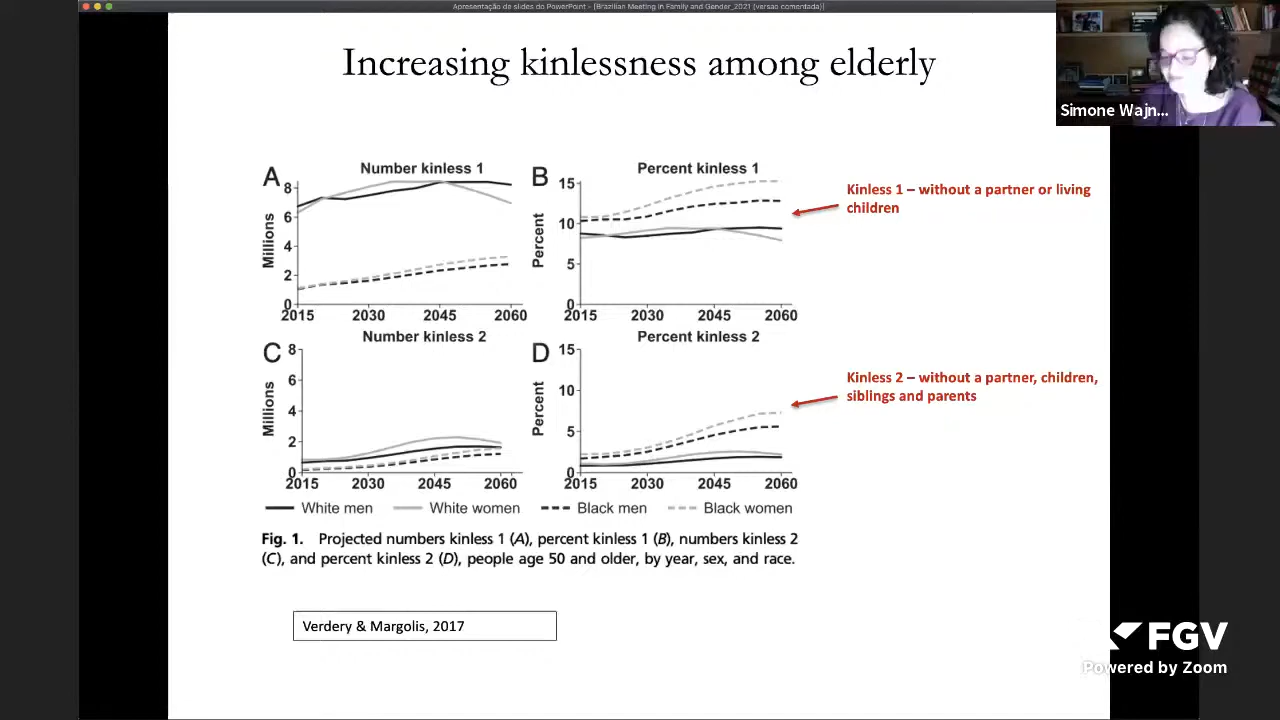 Apresentação de slides do PowerPoint - [Brazilian Meeting in Family and Gender_2021 (versao comentada)]
Increasing kinlessness among elderly
Simone Wajn...
A
Number kinless 1
8
6
4
2
0
Millions
2015 2030 2045 2060
B
Percent kinless 1
15
10
5
0
Percent
2015 2030 2045 2060
Kinless 1 – without a partner or living
children
C
Number kinless 2
8
6
4
2
0
Millions
2015 2030 2045 2060
D
Percent kinless 2
15
10
5
0
Percent
2015 2030 2045 2060
Kinless 2 – without a partner, children,
siblings and parents
White men White women Black men Black women
Fig. 1. Projected numbers kinless 1 (A), percent kinless 1 (B), numbers kinless 2
(C), and percent kinless 2 (D), people age 50 and older, by year, sex, and race.
Verdery & Margolis, 2017
FGV
Powered by Zoom